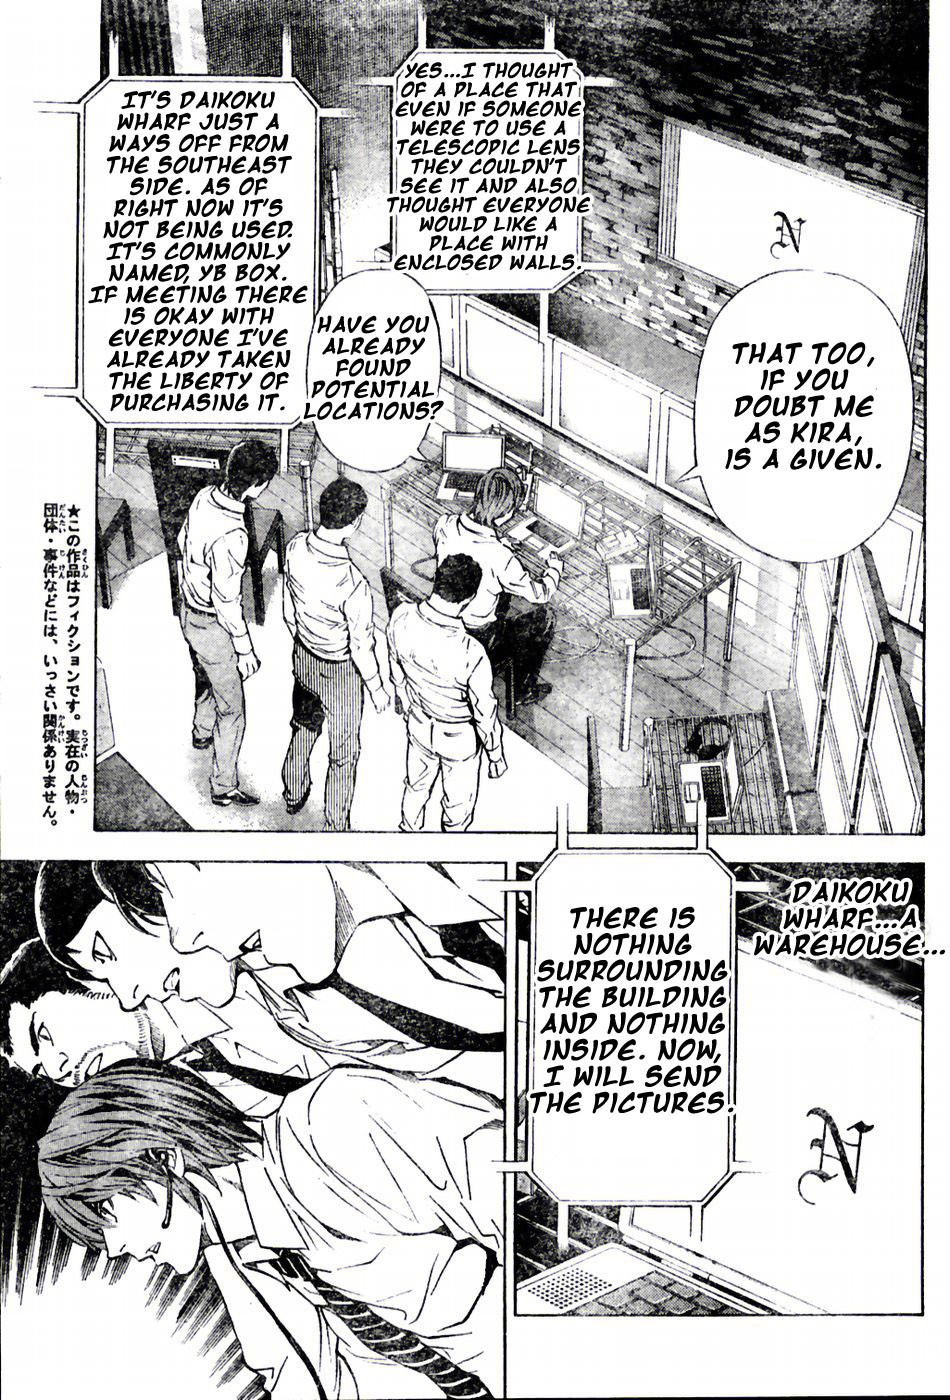 THAT TOO,
IF YOU
DOUBT ME
AS KIRA,
IS A GIVEN.
N
HAVE YOU
ALREADY
FOUND
POTENTIAL
LOCATIONS?
YES...I THOUGHT
OF A PLACE THAT
EVEN IF SOMEONE
WERE TO USE A
TELESCOPIC LENS
THEY COULDN'T
SEE IT AND ALSO
THOUGHT EVERYONE
WOULD LIKE A
PLACE WITH
ENCLOSED WALLS.
IT'S DAIKOKU
WHARF JUST A
WAYS OFF FROM
THE SOUTHEAST
SIDE. AS OF
RIGHT NOW IT'S
NOT BEING USED.
IT'S COMMONLY
NAMED, YB BOX.
IF MEETING THERE
IS OKAY WITH
EVERYONE I'VE
ALREADY TAKEN
THE LIBERTY OF
PURCHASING IT.
★この作品はフィクションです。実在の人物・
団体・事件などには、いっさい関係ありません。
DAIKOKU
WHARF...A
WAREHOUSE...
N
THERE IS
NOTHING
SURROUNDING
THE BUILDING
AND NOTHING
INSIDE. NOW,
I WILL SEND
THE PICTURES.